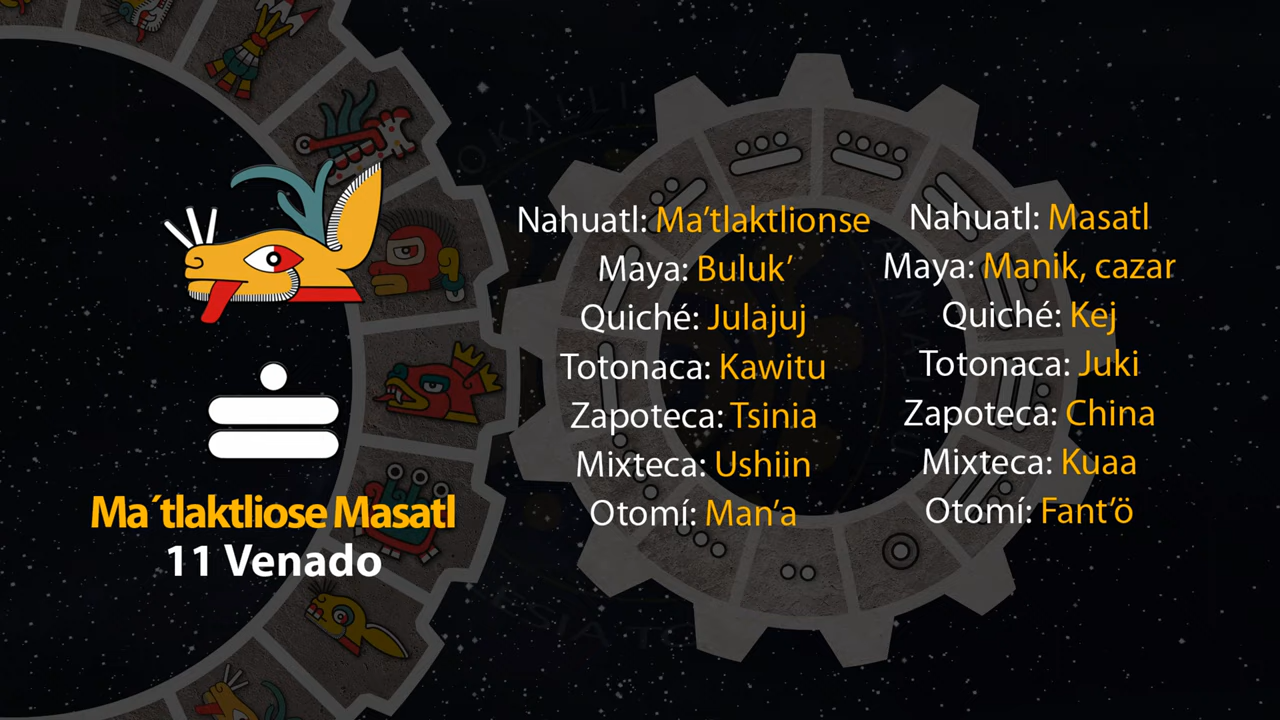 Ma´tlaktliose Masatl
11 Venado
Nahuatl: Ma’tlaktlionse
Maya: Buluk’
Quiché: Julajuj
Totonaca: Kawitu
Zapoteca: Tsinia
Mixteca: Ushiin
Otomí: Man’a
Nahuatl: Masatl
Maya: Manik, cazar
Quiché: Kej
Totonaca: Juki
Zapoteca: China
Mixteca: Kuaa
Otomí: Fant’ö